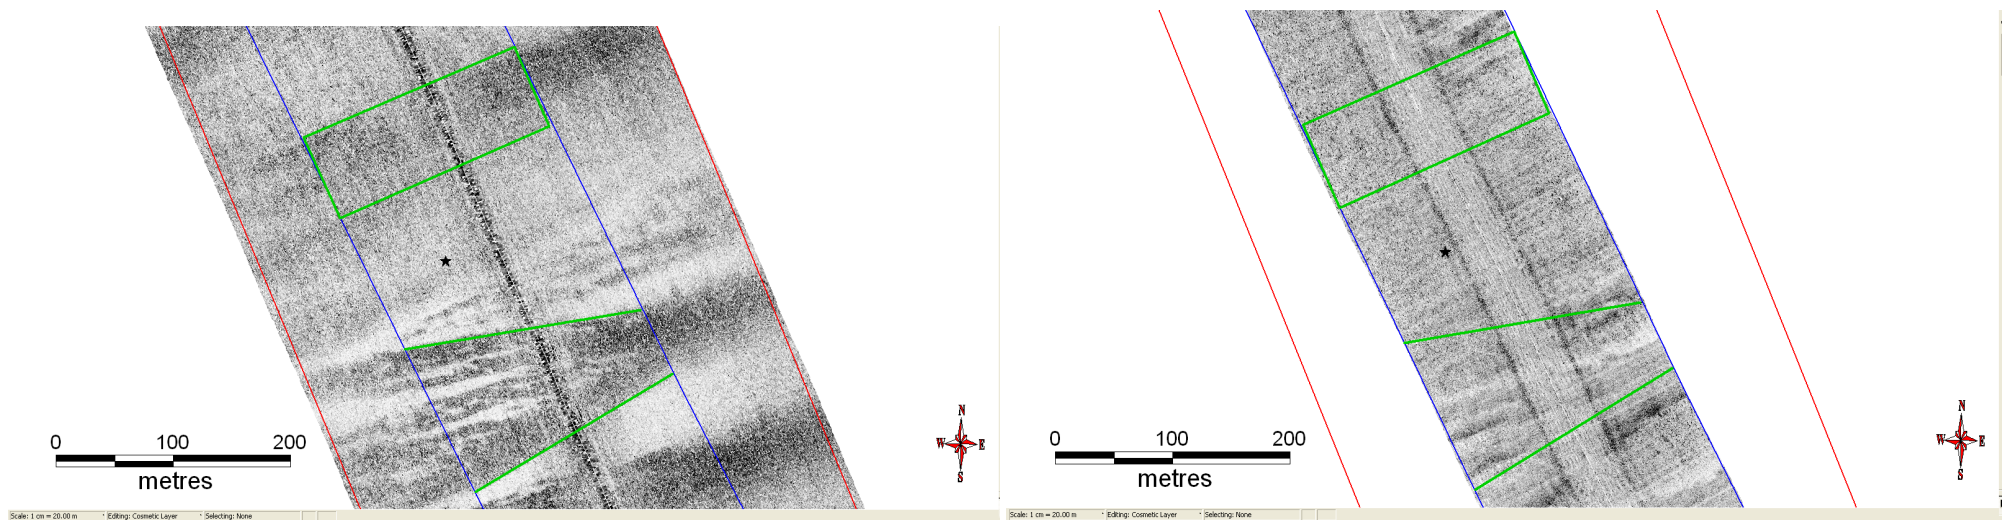 0 100 200
metres
N
W E
S
Scale: 1 cm = 20.00 m Editing: Cosmetic Layer Selecting: None
0 100 200
metres
N
W E
S
Scale: 1 cm = 20.00 m Editing: Cosmetic Layer Selecting: None